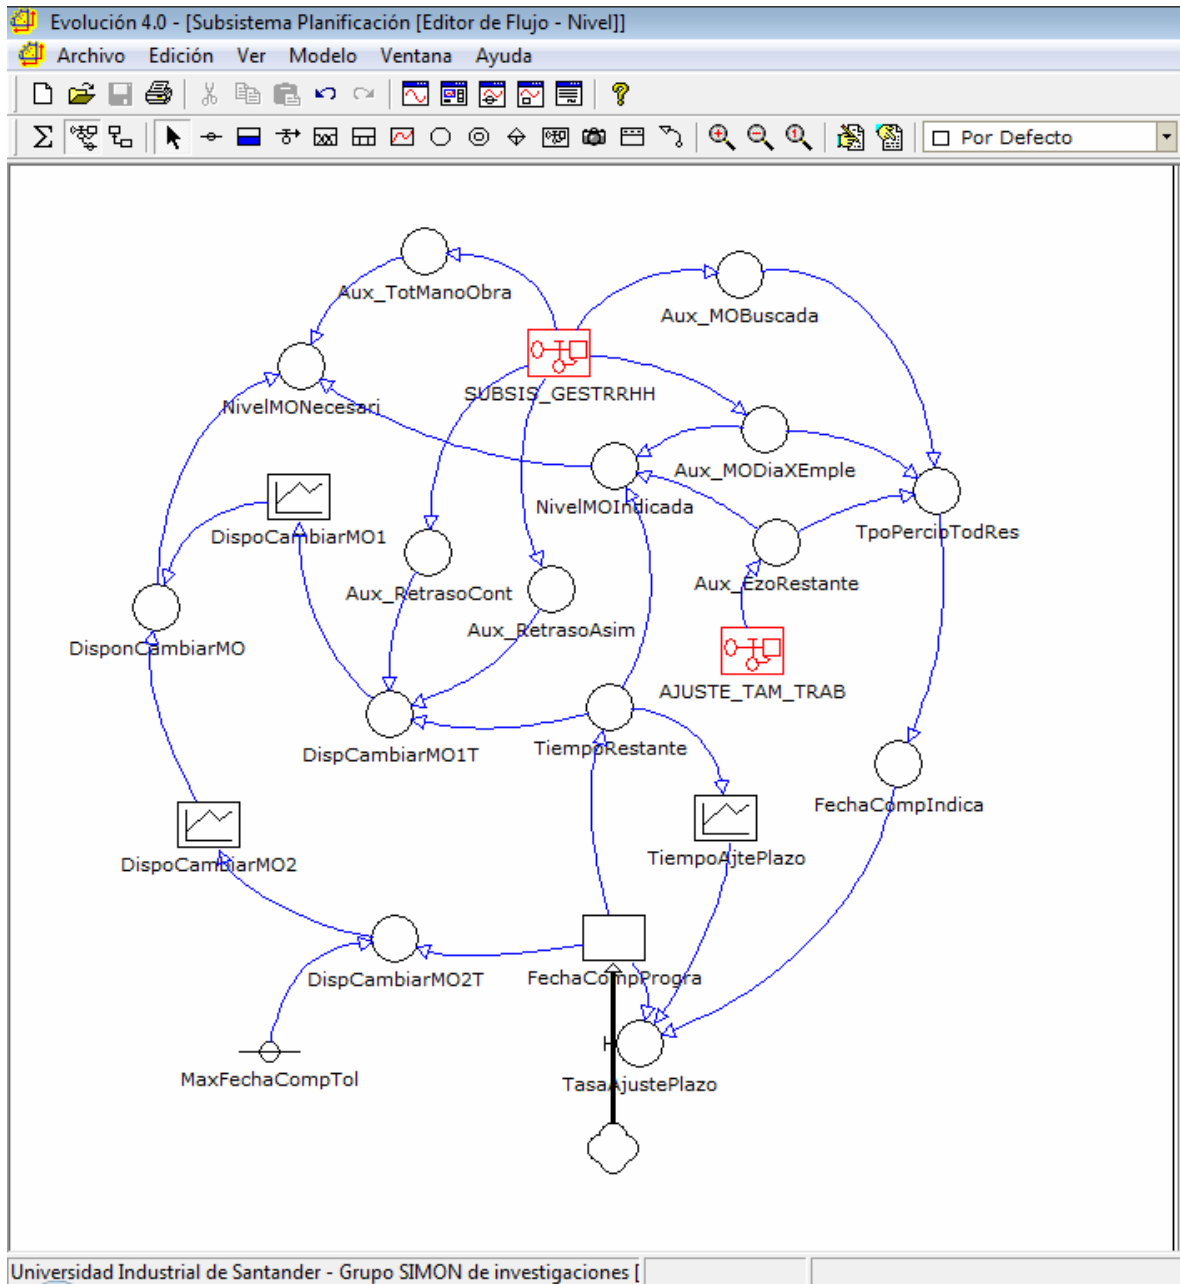 Evolución 4.0 - [Subsistema Planificación [Editor de Flujo - Nivel]]
Archivo Edición Ver Modelo Ventana Ayuda
Por Defecto
Aux_TotManoObra
Aux_MOBuscada
SUBSIS_GESTRRHH
NivelMONecesari
Aux_MODiaXEmple
NivelMOIndicada
DispoCambiarMO1
TpoPercibTodRes
Aux_RetrasoCont
Aux_EzoRestante
Aux_RetrasoAsim
DisponCambiarMO
AJUSTE_TAM_TRAB
DispCambiarMO1T
TiempoRestante
FechaCompIndica
DispoCambiarMO2
TiempoAjtePlazo
DispCambiarMO2T
FechaCompProgra
MaxFechaCompTol
TasaAjustePlazo
Universidad Industrial de Santander - Grupo SIMON de investigaciones [